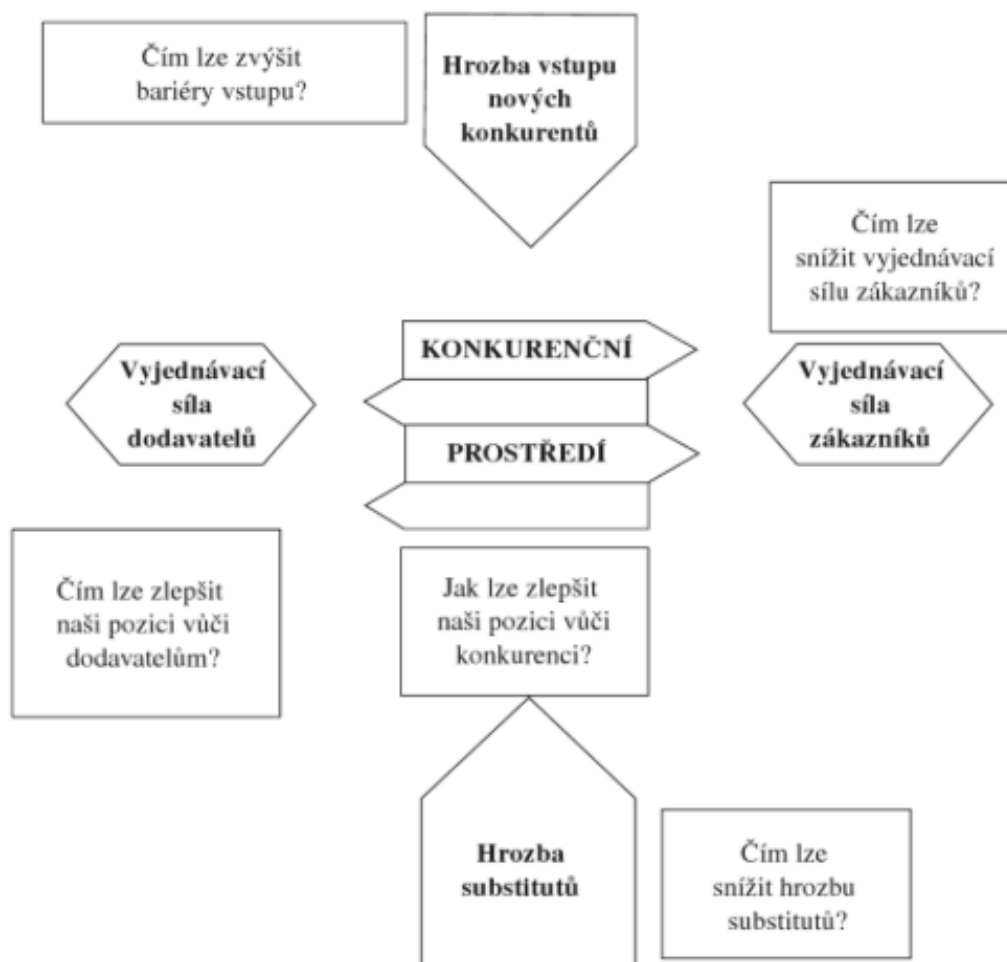 Čím lze zvýšit
bariéry vstupu?
Hrozba vstupu
nových
konkurentů
Čím lze
snížit vyjednávací
sílu zákazníků?
KONKURENČNÍ
Vyjednávací
síla
dodavatelů
Vyjednávací
síla
zákazníků
PROSTŘEDÍ
Čím lze zlepšit
naši pozici vůči
dodavatelům?
Jak lze zlepšit
naši pozici vůči
konkurenci?
Hrozba
substitutů
Čím lze
snížit hrozbu
substitutů?